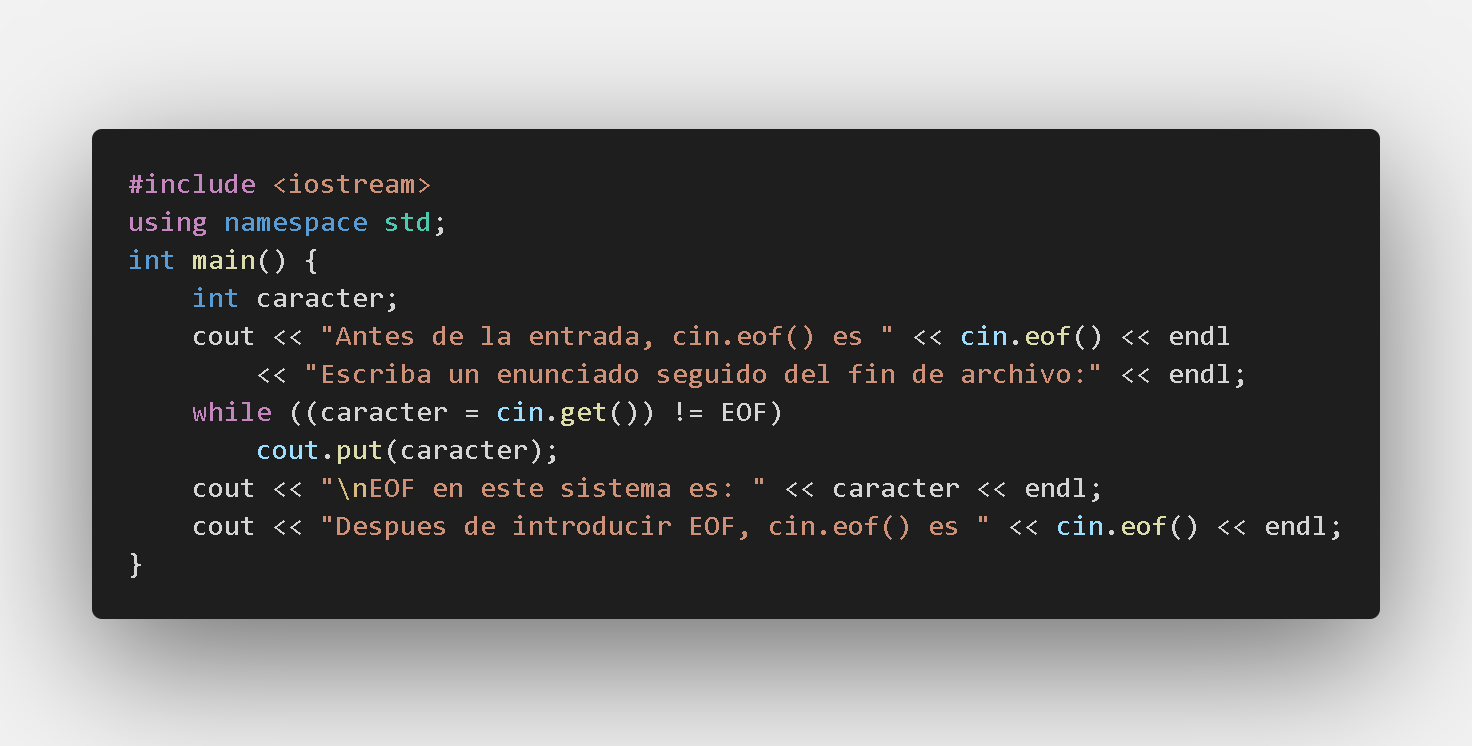 #include <iostream>
using namespace std;
int main() {
    int caracter;
    cout << "Antes de la entrada, cin.eof() es " << cin.eof() << endl
        << "Escriba un enunciado seguido del fin de archivo:" << endl;
    while ((caracter = cin.get()) != EOF)
        cout.put(caracter);
    cout << "\nEOF en este sistema es: " << caracter << endl;
    cout << "Despues de introducir EOF, cin.eof() es " << cin.eof() << endl;
}